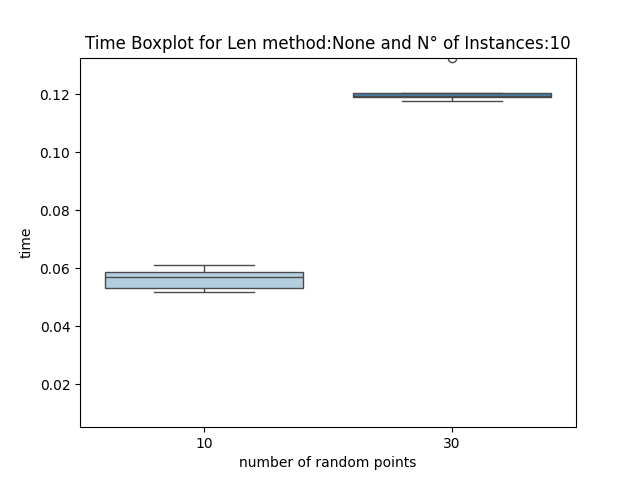 Time Boxplot for Len method:None and N° of Instances:10
0.12
0.10
0.08
0.06
0.04
0.02
time
10
30
number of random points